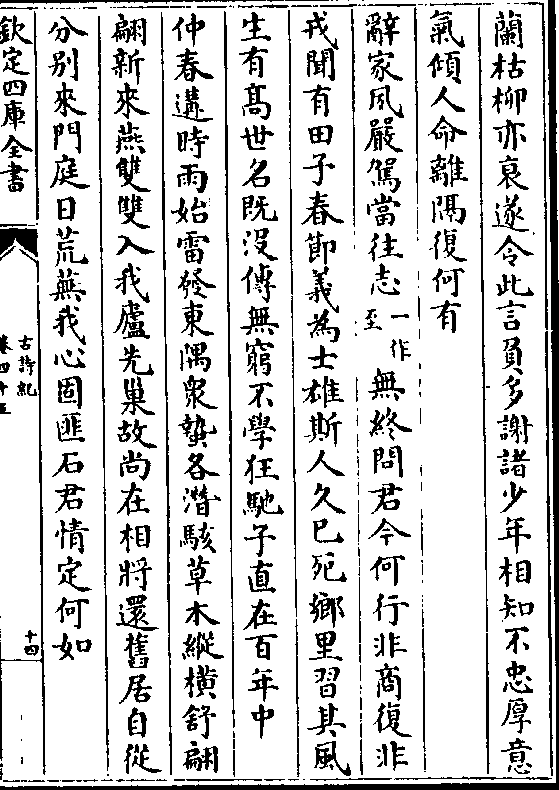 蘭枯柳亦衰遂令此言負多謝諸少年相知不忠厚意
氣傾人命離隔復何有
辭家夙嚴駕當往志一作至無終問君今何行非商復非
戎聞有田子春節義為士雄斯人久已死鄉里習其風
生有髙世名既没傳無窮不學狂馳子直在百年中
仲春遘時雨始雷發東隅衆蟄各潛駭草木縱橫舒翩
翩新來燕雙雙入我廬先巢故尚在相將還舊居自從
分别來門庭日荒蕪我心固匪石君情定何如
欽定四庫全書
古詩紀
卷四十五
十四